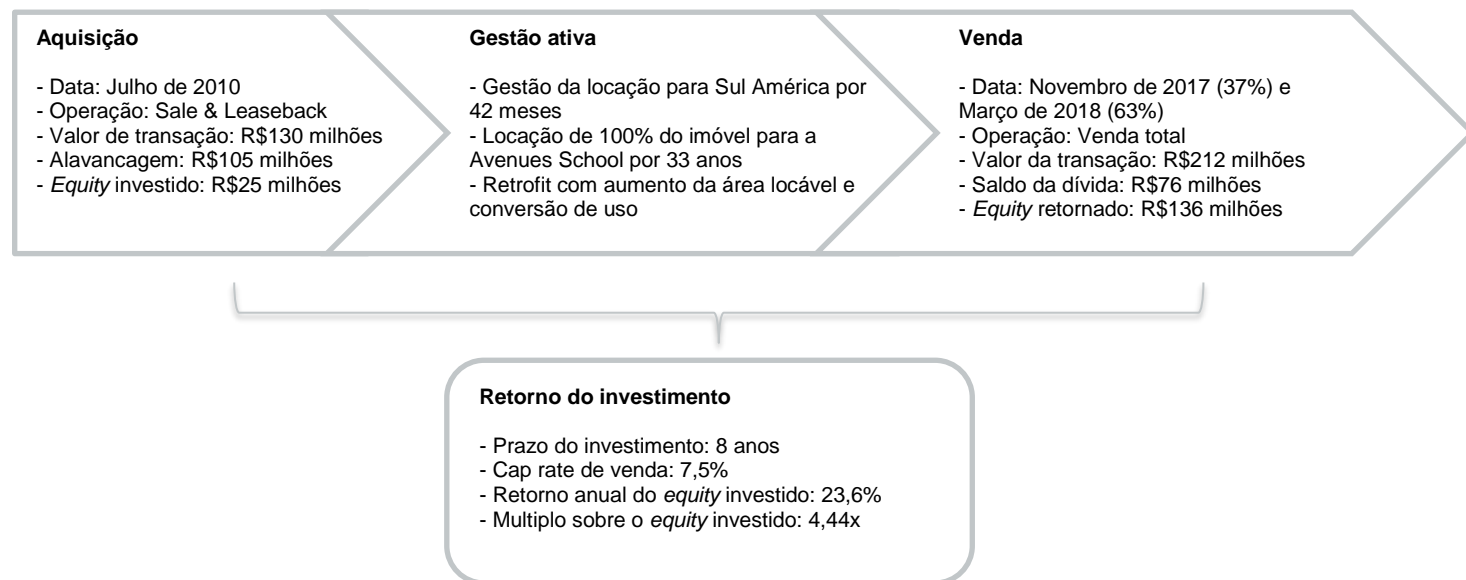 Aquisição
- Data: Julho de 2010
- Operação: Sale & Leaseback
- Valor de transação: R$130 milhões
- Alavancagem: R$105 milhões
- Equity investido: R$25 milhões
Gestão ativa
- Gestão da locação para Sul América por
42 meses
- Locação de 100% do imóvel para a
Avenues School por 33 anos
- Retrofit com aumento da área locável e
conversão de uso
Venda
- Data: Novembro de 2017 (37%) e
Março de 2018 (63%)
- Operação: Venda total
- Valor da transação: R$212 milhões
- Saldo da dívida: R$76 milhões
- Equity retornado: R$136 milhões
Retorno do investimento
- Prazo do investimento: 8 anos
- Cap rate de venda: 7,5%
- Retorno anual do equity investido: 23,6%
- Multiplo sobre o equity investido: 4,44x